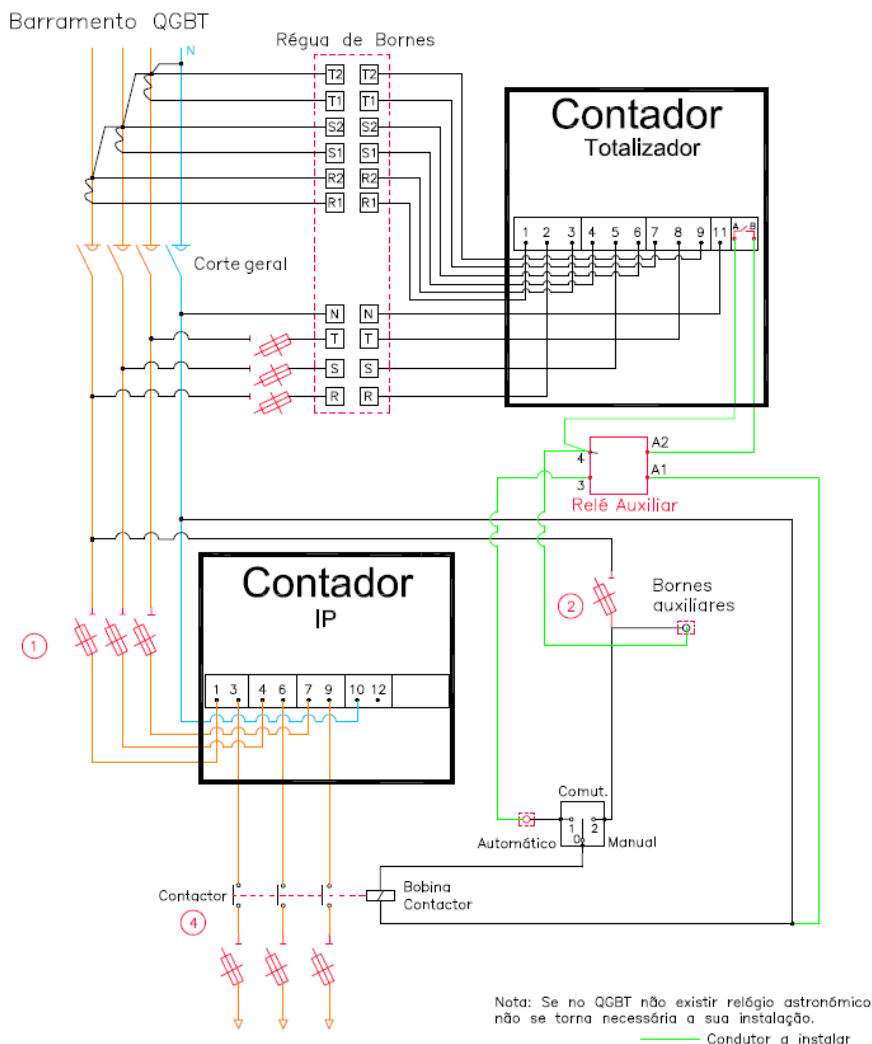 Barramento QGBT
N
Régua de Bornes
T2 T2
T1 T1
S2 S2
S1 S1
R2 R2
R1 R1
Contador
Totalizador
1 2 3 4 5 6 7 8 9 11 A B
Corte geral
N N
T T
S S
R R
4 A2
3 A1
Relé Auxiliar
Contador
IP
1 3 4 6 7 9 10 12
1
2
Bornes
auxiliares
Comut.
1 2
0
Automático Manual
Contactor
4
Bobina
Contactor
Nota: Se no QGBT não existir relógio astronómico
não se torna necessária a sua instalação.
Condutor a instalar